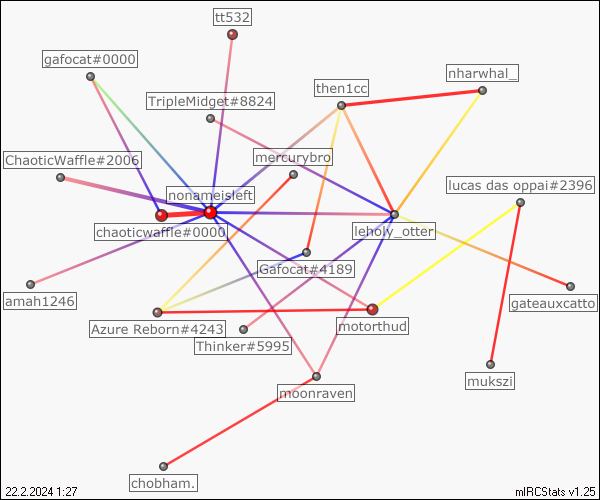 tt532
gafocat#0000
nharwhal_
then1cc
TripleMidget#8824
ChaoticWaffle#2006
mercurybro
lucas das oppai#2396
nonameisleft
chaoticwaffle#0000
leholy_otter
Gafocat#4189
amah1246
gateauxcatto
Azure Reborn#4243
motorthud
Thinker#5995
mukszi
moonraven
chobham.
22.2.2024 1:27
mIRCStats v1.25